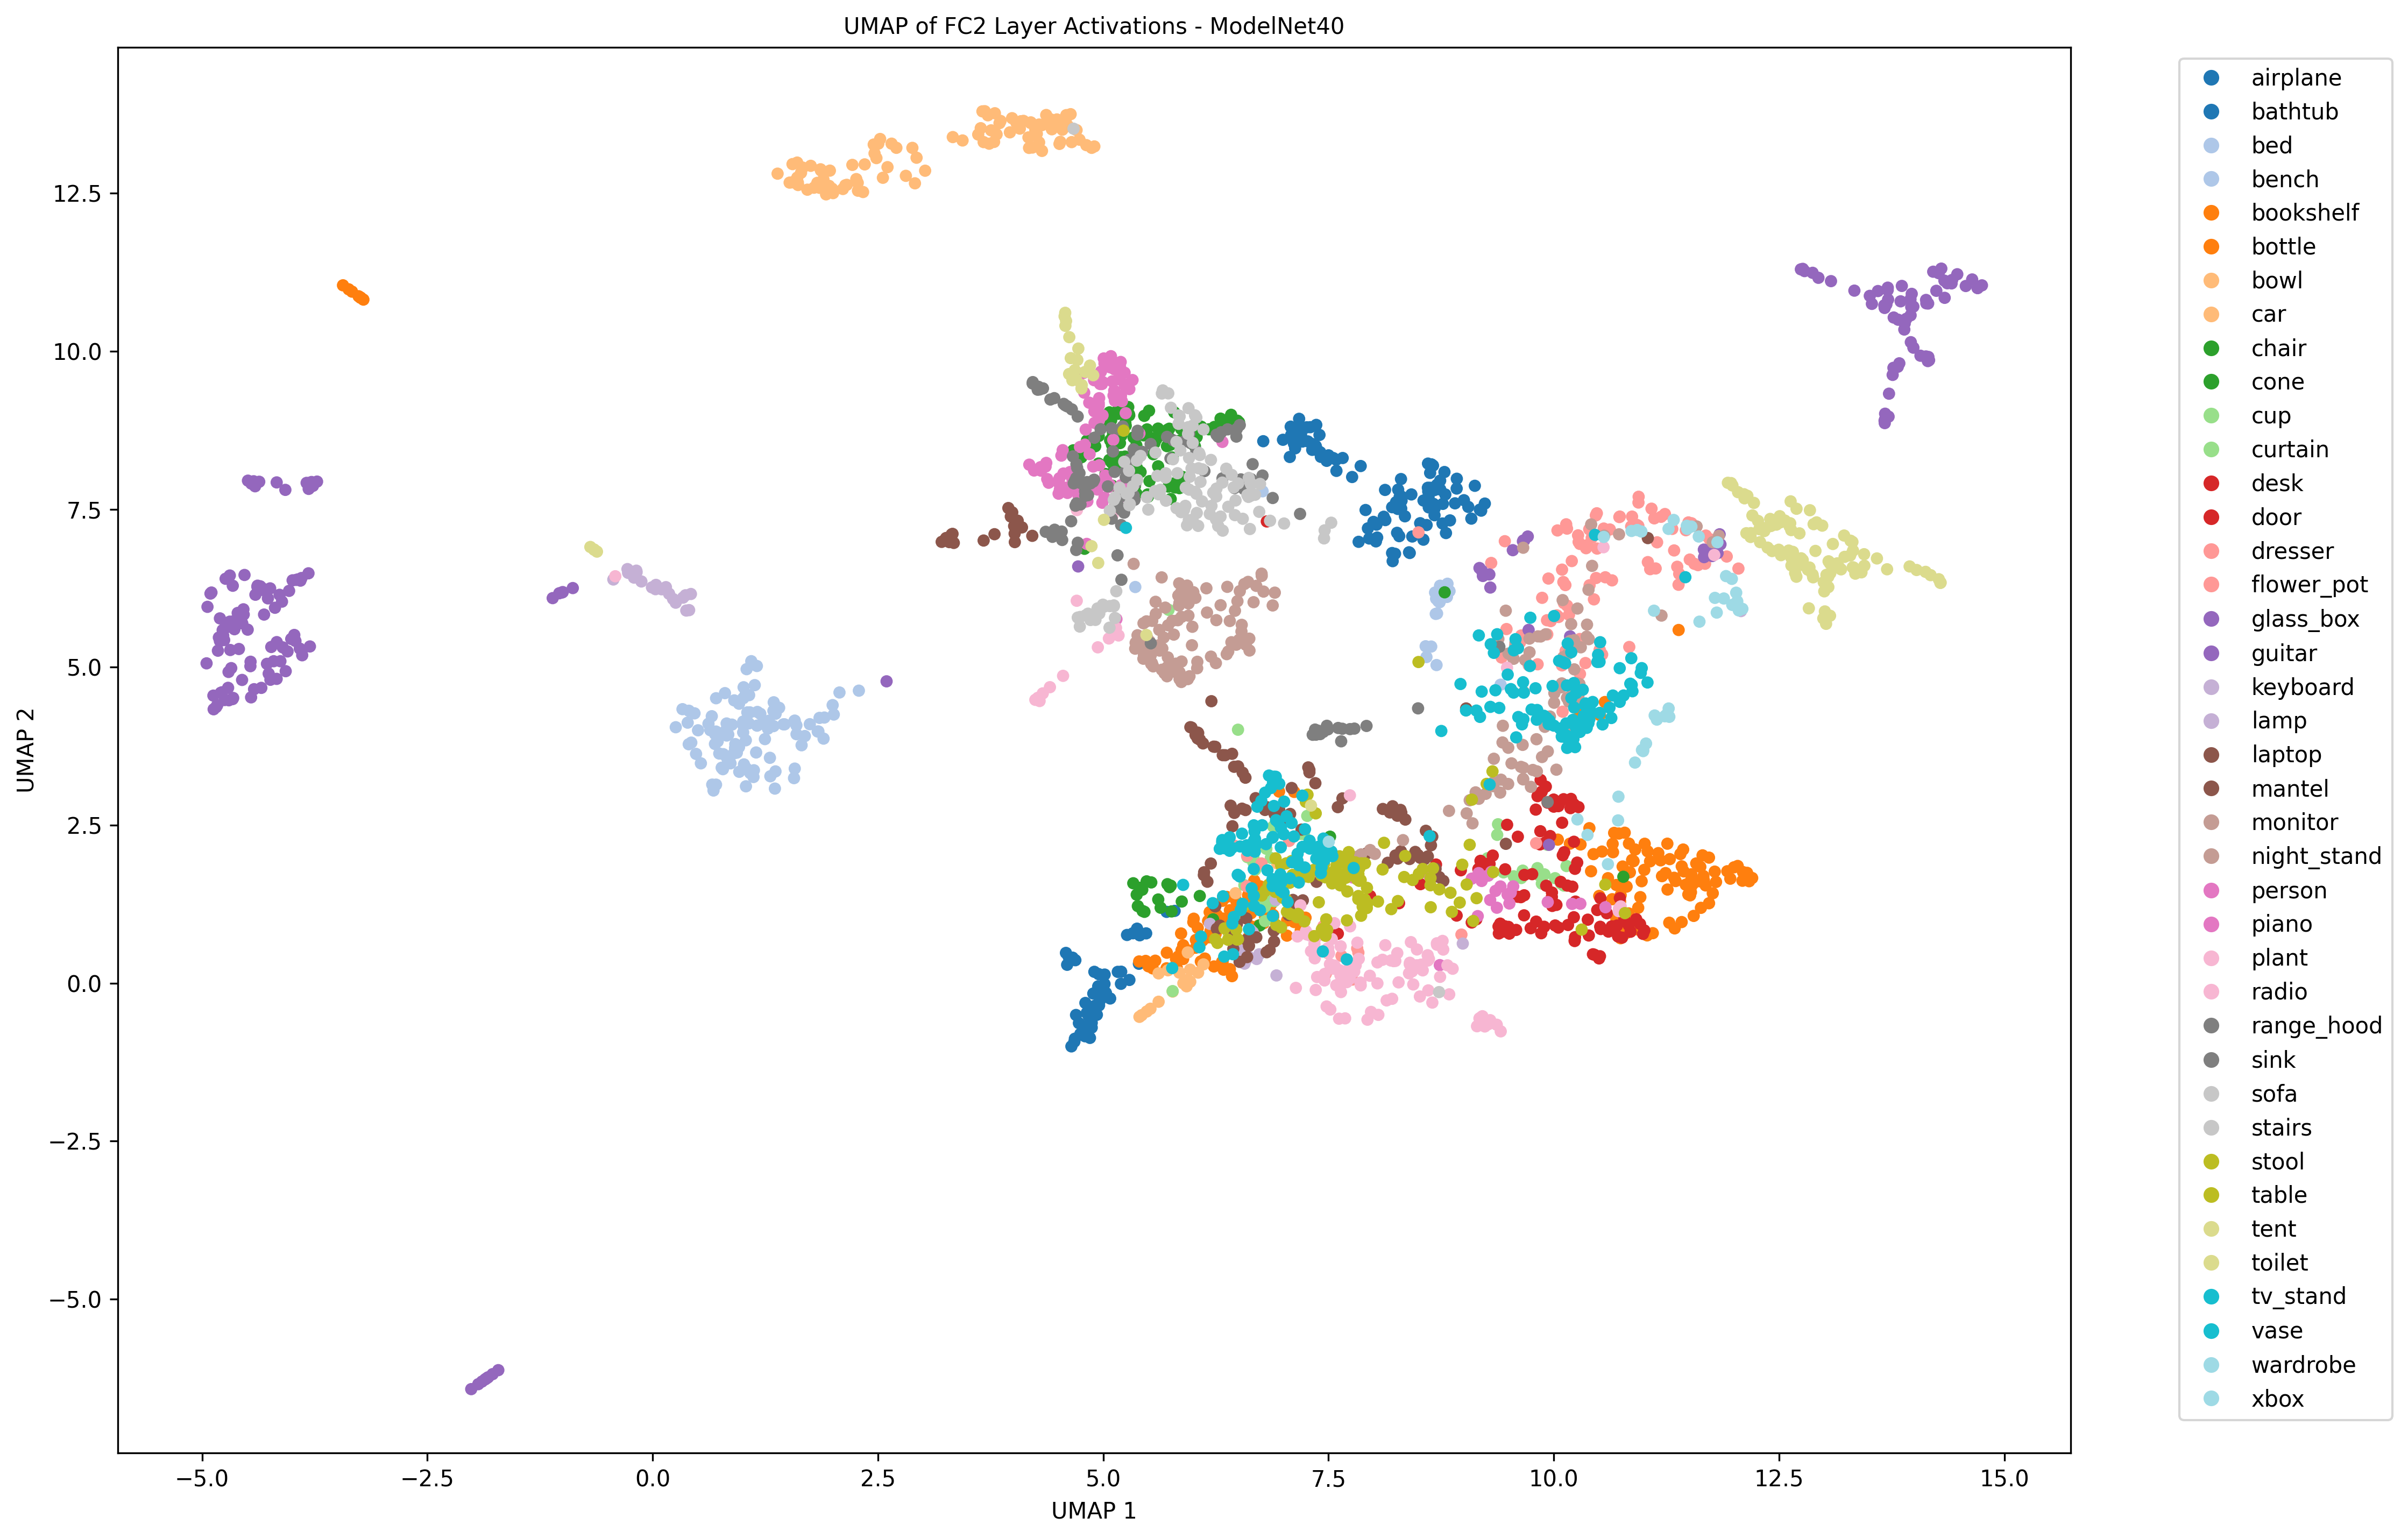 UMAP of FC2 Layer Activations - ModelNet40
12.5
10.0
7.5
5.0
2.5
0.0
−2.5
−5.0
UMAP 2
−5.0
−2.5
0.0
2.5
5.0
7.5
10.0
12.5
15.0
UMAP 1
airplane
bathtub
bed
bench
bookshelf
bottle
bowl
car
chair
cone
cup
curtain
desk
door
dresser
flower_pot
glass_box
guitar
keyboard
lamp
laptop
mantel
monitor
night_stand
person
piano
plant
radio
range_hood
sink
sofa
stairs
stool
table
tent
toilet
tv_stand
vase
wardrobe
xbox